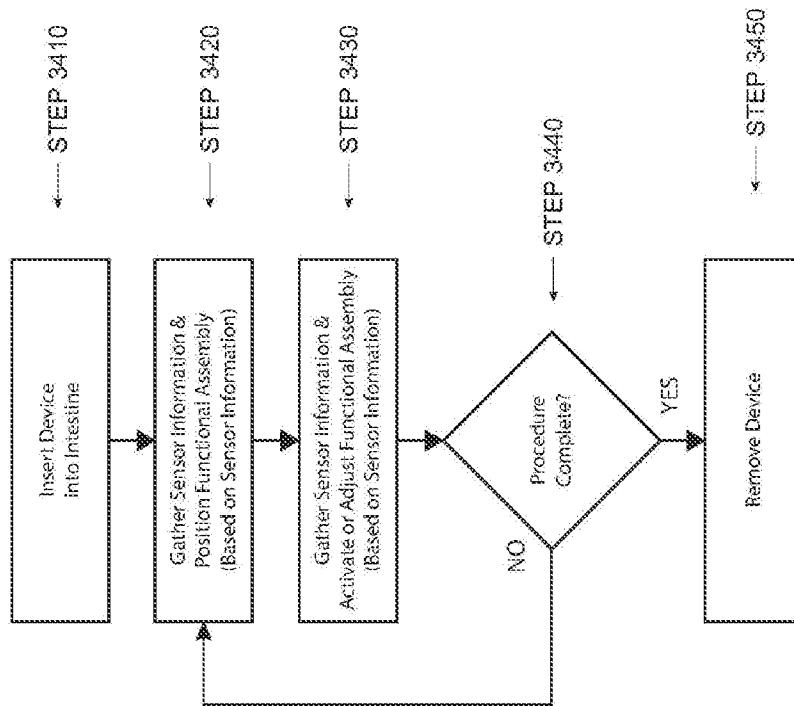 Insert Device
into Intestine
STEP 3410
Gather Sensor Information &
Position Functional Assembly
(Based on Sensor Information)
STEP 3420
Gather Sensor Information &
Activate or Adjust Functional Assembly
(Based on Sensor Information)
STEP 3430
Procedure
Complete?
STEP 3440
NO
YES
Remove Device
STEP 3450